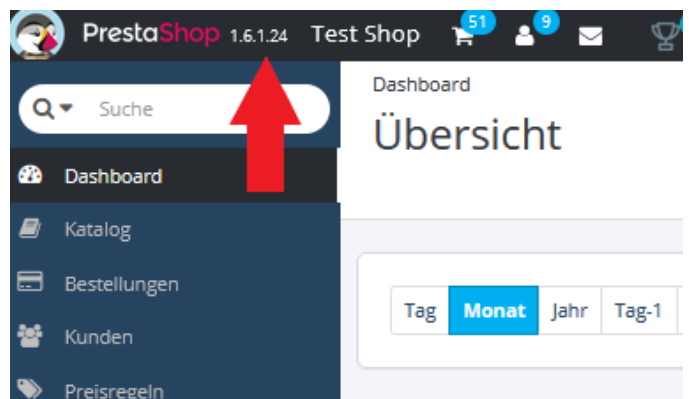 PrestaShop 1.6.1.24 Test Shop 51 9
Suche
Dashboard
Übersicht
Dashboard
Katalog
Bestellungen
Kunden
Preisregeln
Tag Monat Jahr Tag-1